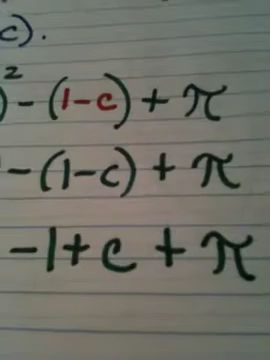 c).
)² - (1-c) + π
- (1-c) + π
-1+c + π